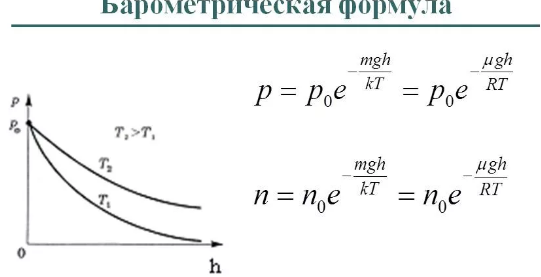 Барометрическая формула
p = p₀e^(-mgh/kT) = p₀e^(-μgh/RT)
p
P₀
T₂>T₁
T₂
T₁
0
h
n = n₀e^(-mgh/kT) = n₀e^(-μgh/RT)